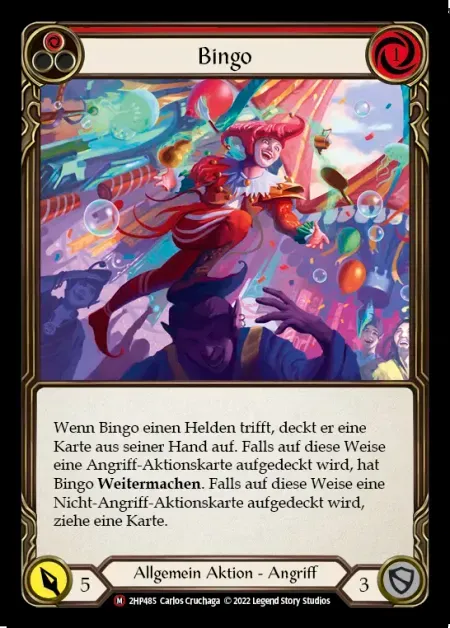 Bingo
1
Wenn Bingo einen Helden trifft, deckt er eine
Karte aus seiner Hand auf. Falls auf diese Weise
eine Angriff-Aktionskarte aufgedeckt wird, hat
Bingo Weitermachen. Falls auf diese Weise eine
Nicht-Angriff-Aktionskarte aufgedeckt wird,
ziehe eine Karte.
5
Allgemein Aktion - Angriff
3
M 2HP485 Carlos Cruchaga © 2022 Legend Story Studios